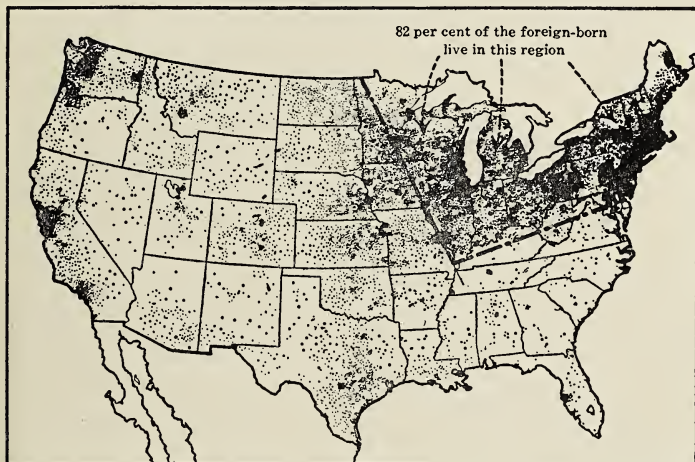 82 per cent of the foreign-born
live in this region